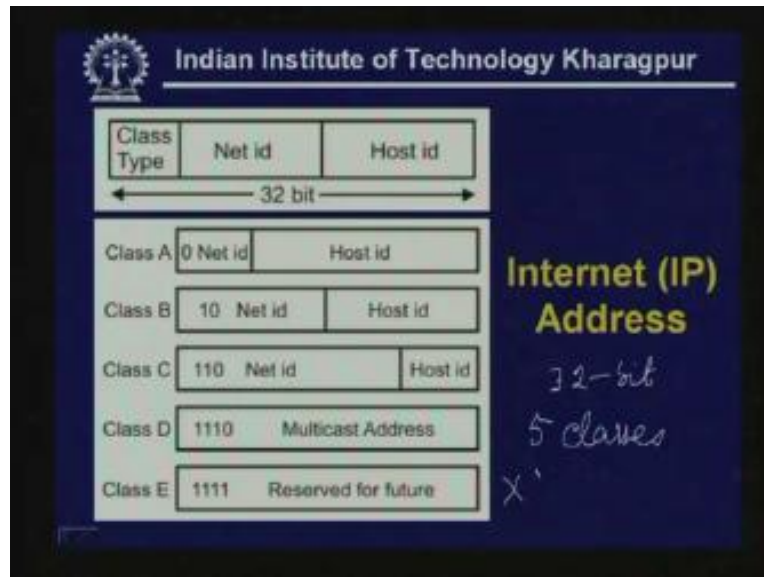 Indian Institute of Technology Kharagpur
Class Type Net id Host id
32 bit
Class A 0 Net id Host id
Class B 10 Net id Host id
Class C 110 Net id Host id
Class D 1110 Multicast Address
Class E 1111 Reserved for future
Internet (IP)
Address
32-bit
5 classes
X